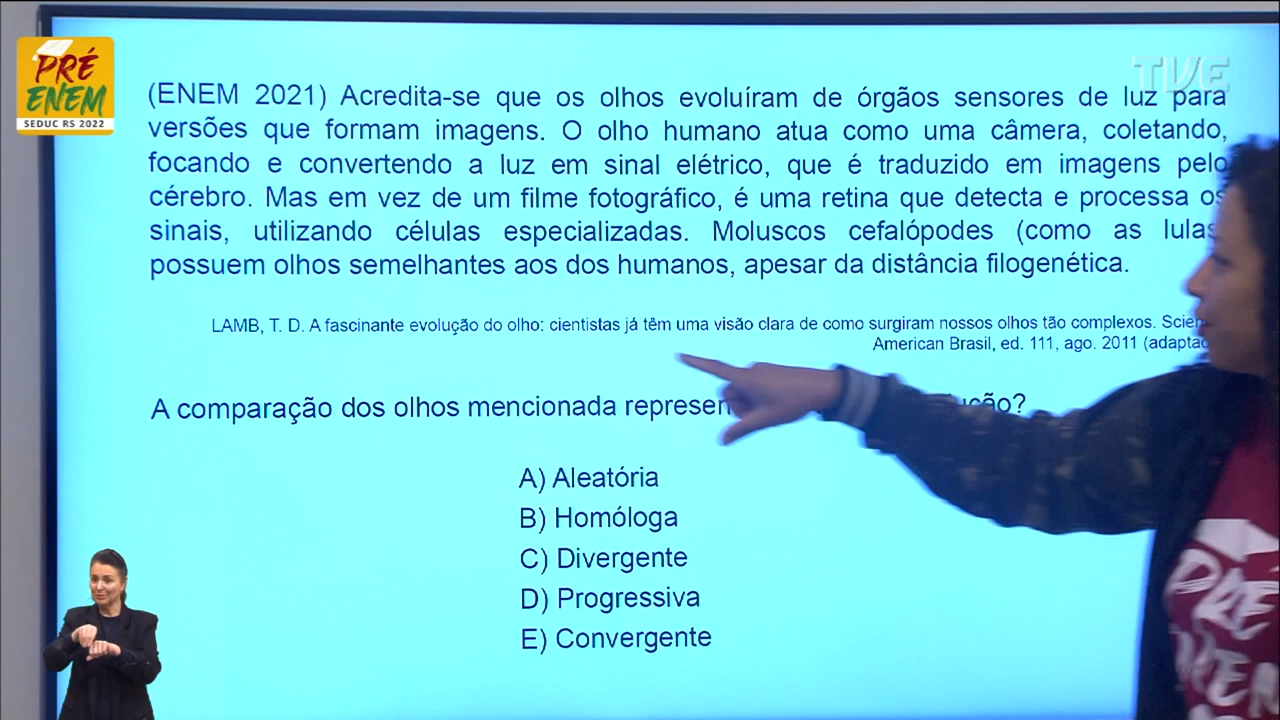 PRÉ
ENEM
SEDUC RS 2022
TVE
(ENEM 2021) Acredita-se que os olhos evoluíram de órgãos sensores de luz para
versões que formam imagens. O olho humano atua como uma câmera, coletando,
focando e convertendo a luz em sinal elétrico, que é traduzido em imagens pelo
cérebro. Mas em vez de um filme fotográfico, é uma retina que detecta e processa os
sinais, utilizando células especializadas. Moluscos cefalópodes (como as lulas
possuem olhos semelhantes aos dos humanos, apesar da distância filogenética.
LAMB, T. D. A fascinante evolução do olho: cientistas já têm uma visão clara de como surgiram nossos olhos tão complexos.
American Brasil, ed. 111, ago. 2011
A comparação dos olhos mencionada
A) Aleatória
B) Homóloga
C) Divergente
D) Progressiva
E) Convergente
PRÉ